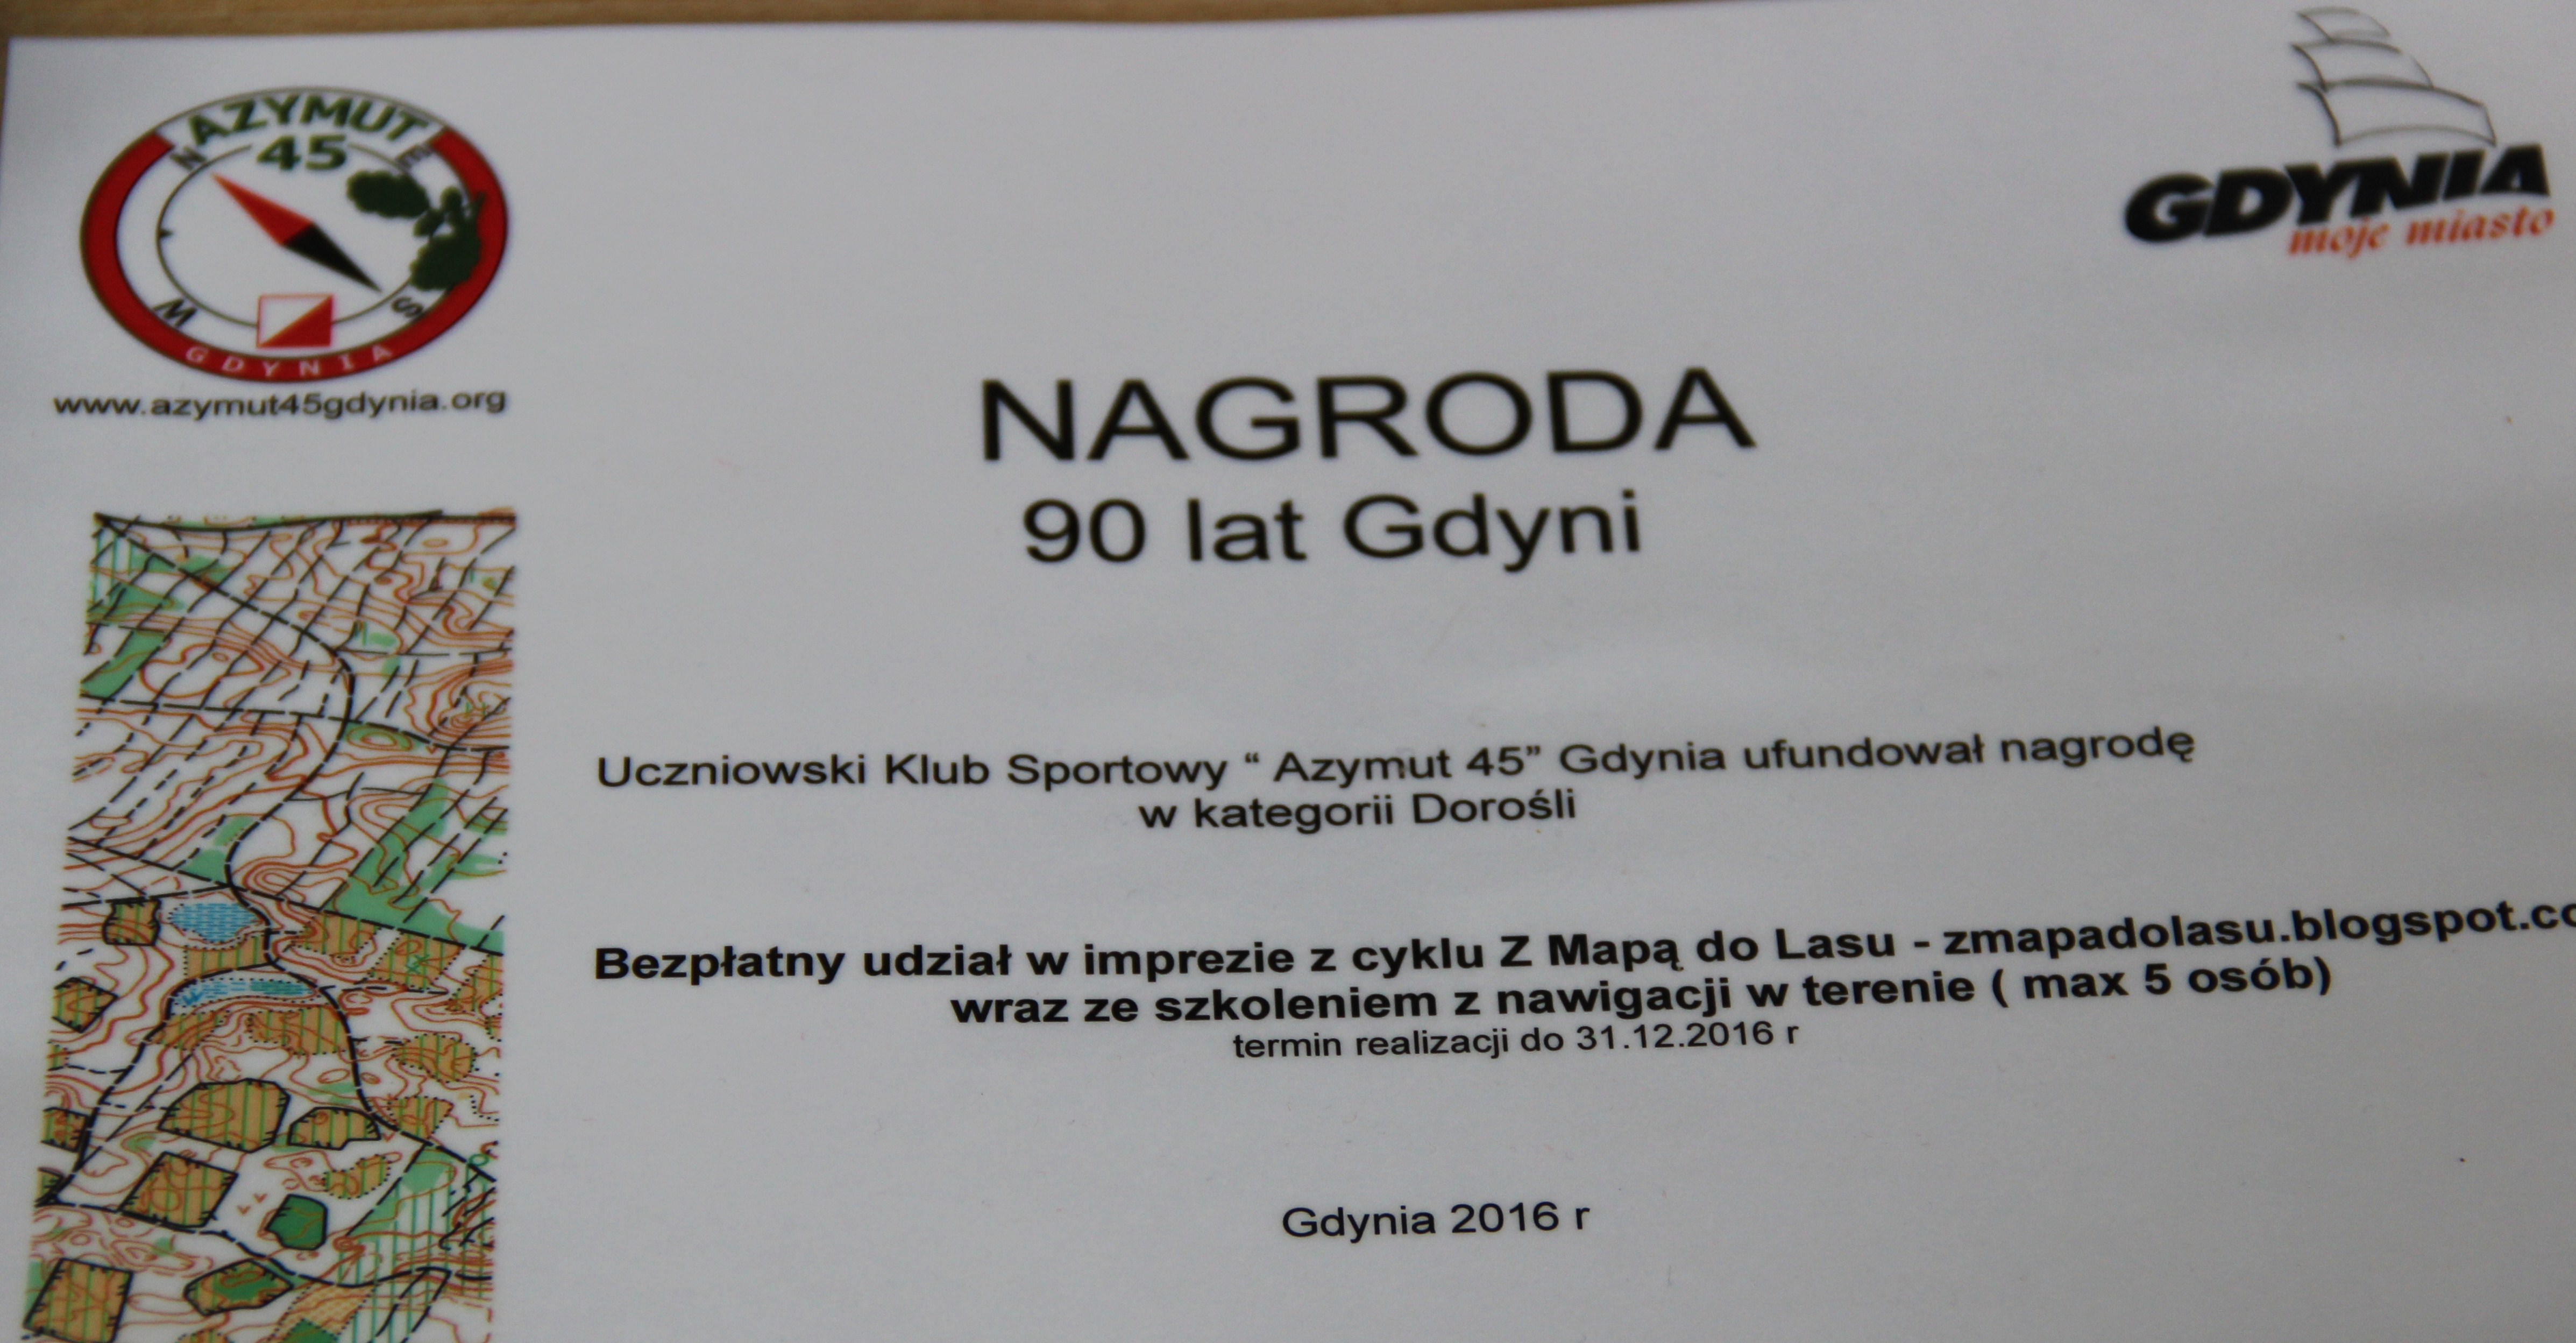 AZYMUT
45
N
E
W
S
GDYNIA
www.azymut45gdynia.org
GDYNIA
moje miasto
NAGRODA
90 lat Gdyni
Uczniowski Klub Sportowy “ Azymut 45” Gdynia ufundował nagrodę
w kategorii Dorośli
Bezpłatny udział w imprezie z cyklu Z Mapą do Lasu - zmapadolasu.blogspot.co
wraz ze szkoleniem z nawigacji w terenie ( max 5 osób)
termin realizacji do 31.12.2016 r
Gdynia 2016 r